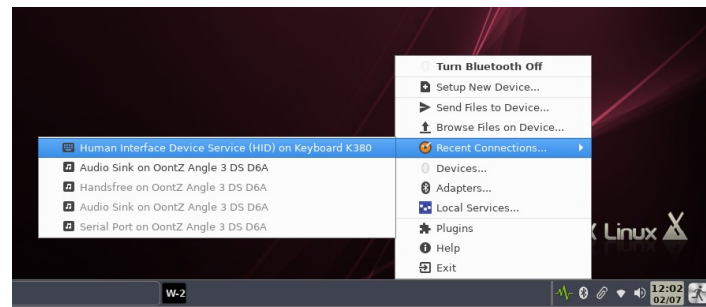 Turn Bluetooth Off
Setup New Device...
Send Files to Device...
Browse Files on Device...
Recent Connections...
Human Interface Device Service (HID) on Keyboard K380
Audio Sink on OontZ Angle 3 DS D6A
Handsfree on OontZ Angle 3 DS D6A
Audio Sink on OontZ Angle 3 DS D6A
Serial Port on OontZ Angle 3 DS D6A
Devices...
Adapters...
Local Services...
Plugins
Help
Exit
X Linux
W-2
12:02
02/07